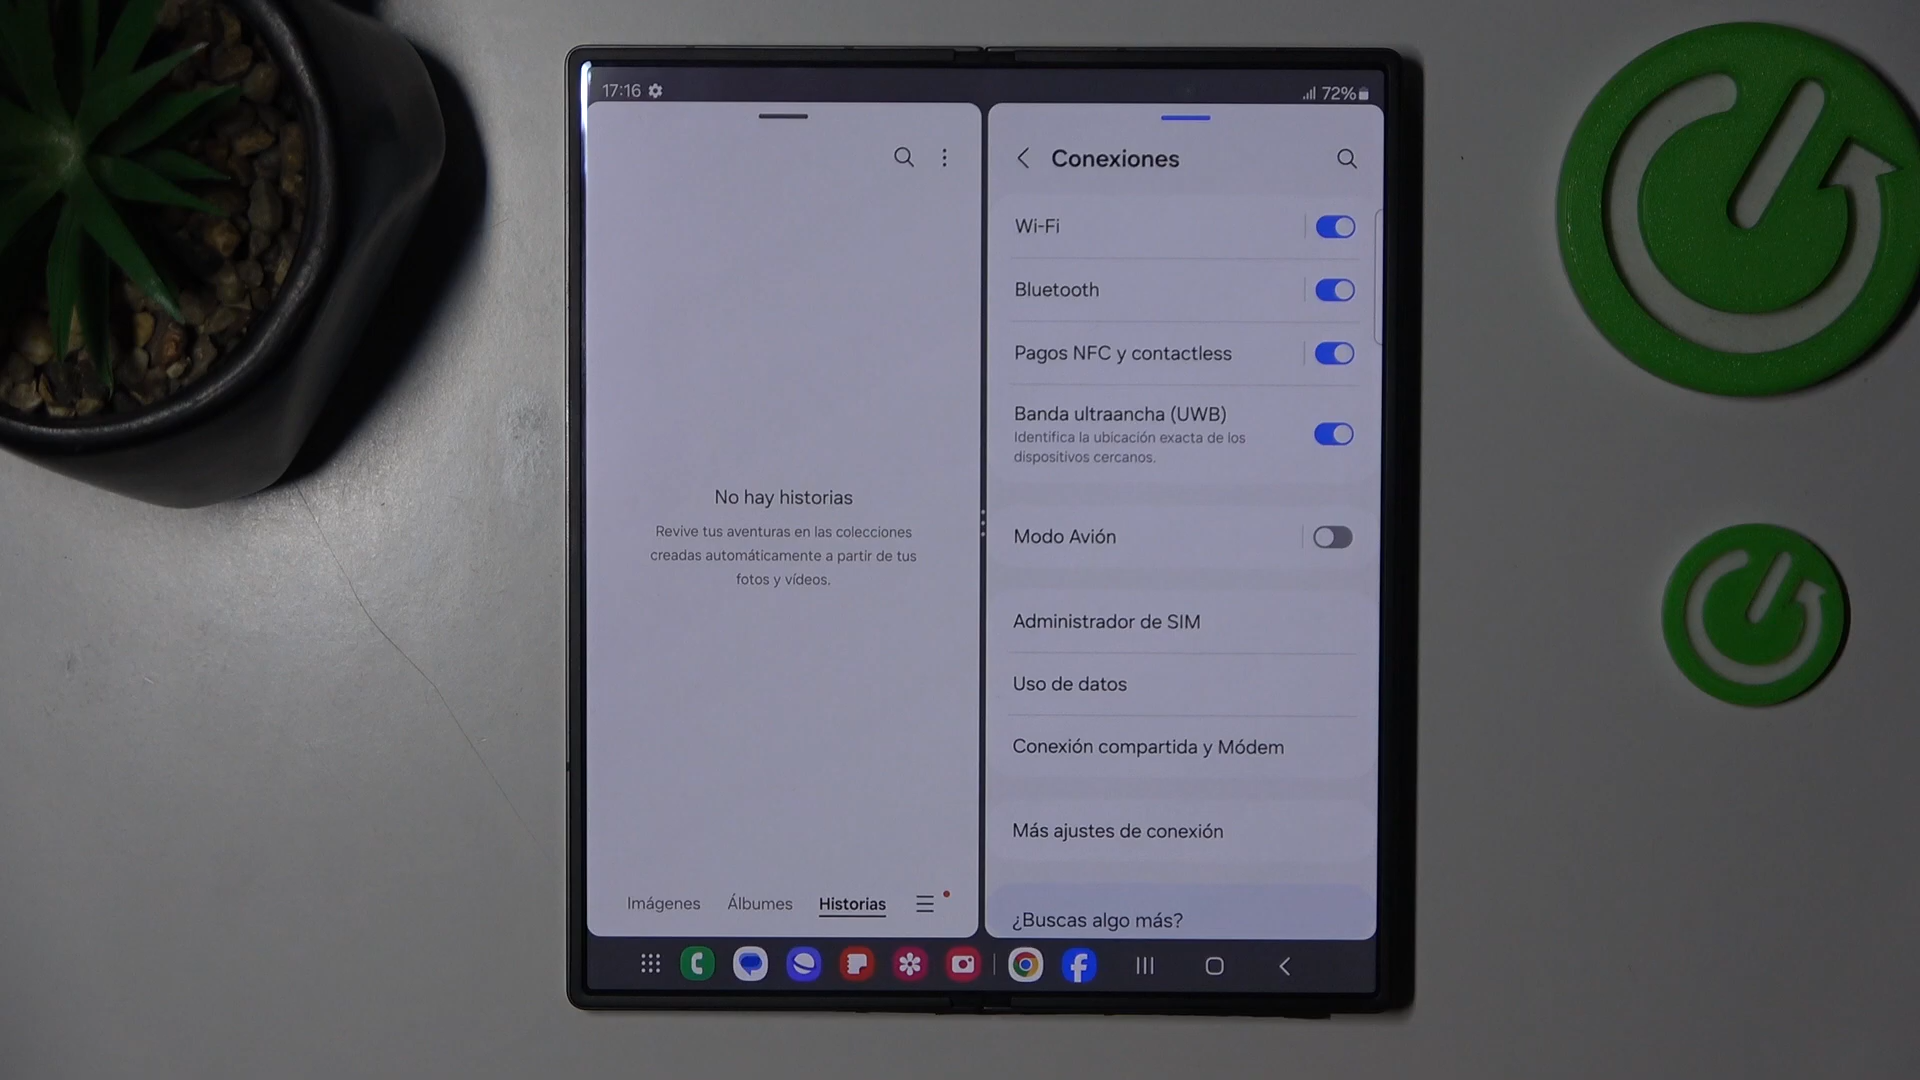 17:16
72%
No hay historias
Revive tus aventuras en las colecciones
creadas automáticamente a partir de tus
fotos y vídeos.
Imágenes Álbumes Historias
Conexiones
Wi-Fi
Bluetooth
Pagos NFC y contactless
Banda ultraancha (UWB)
Identifica la ubicación exacta de los
dispositivos cercanos.
Modo Avión
Administrador de SIM
Uso de datos
Conexión compartida y Módem
Más ajustes de conexión
¿Buscas algo más?